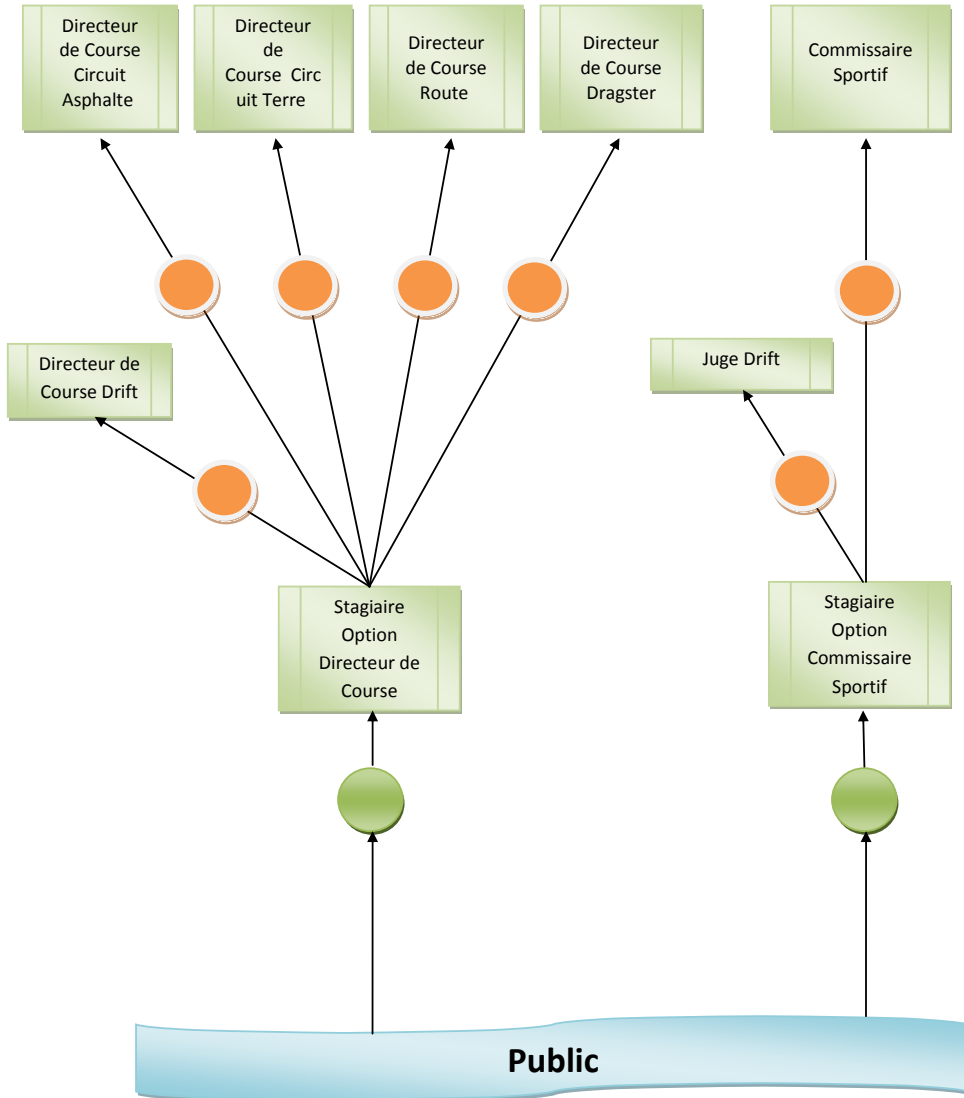 Directeur
de Course
Circuit
Asphalte
Directeur
de
Course Circ
uit Terre
Directeur
de Course
Route
Directeur
de Course
Dragster
Commissaire
Sportif
Directeur de
Course Drift
Juge Drift
Stagiaire
Option
Directeur de
Course
Stagiaire
Option
Commissaire
Sportif
Public